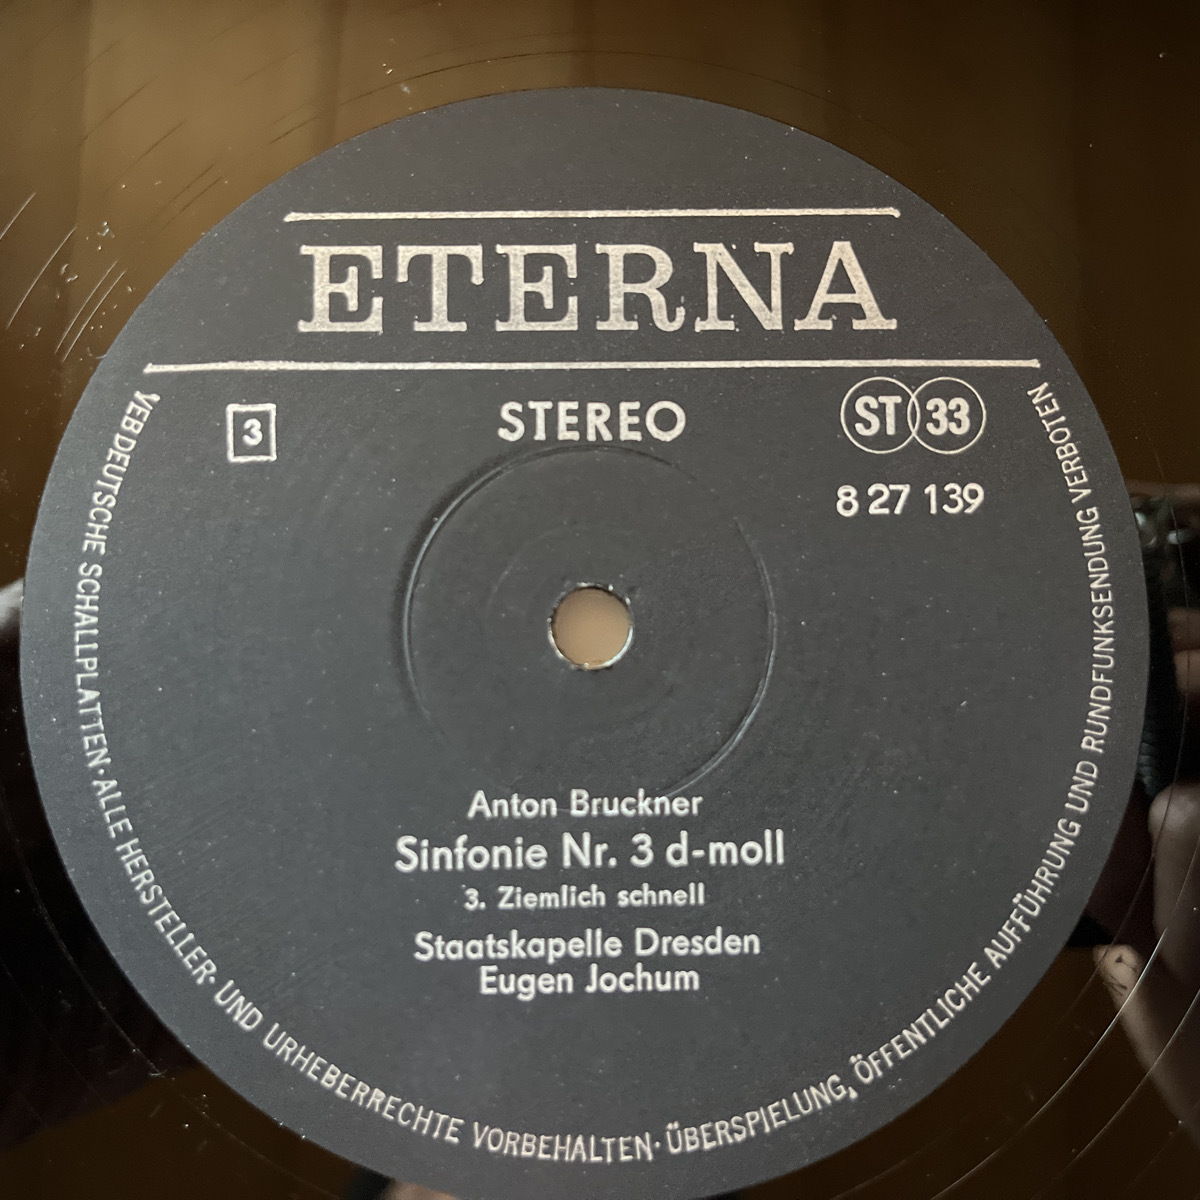 ETERNA
3
STEREO
ST 33
8 27 139
Anton Bruckner
Sinfonie Nr. 3 d-moll
3. Ziemlich schnell
Staatskapelle Dresden
Eugen Jochum
VEB DEUTSCHE SCHALLPLATTEN · ALLE HERSTELLER- UND URHEBERRECHTE VORBEHALTEN · ÜBERSPIELUNG, ÖFFENTLICHE AUFFÜHRUNG UND RUNDFUNKSENDUNG VERBOTEN